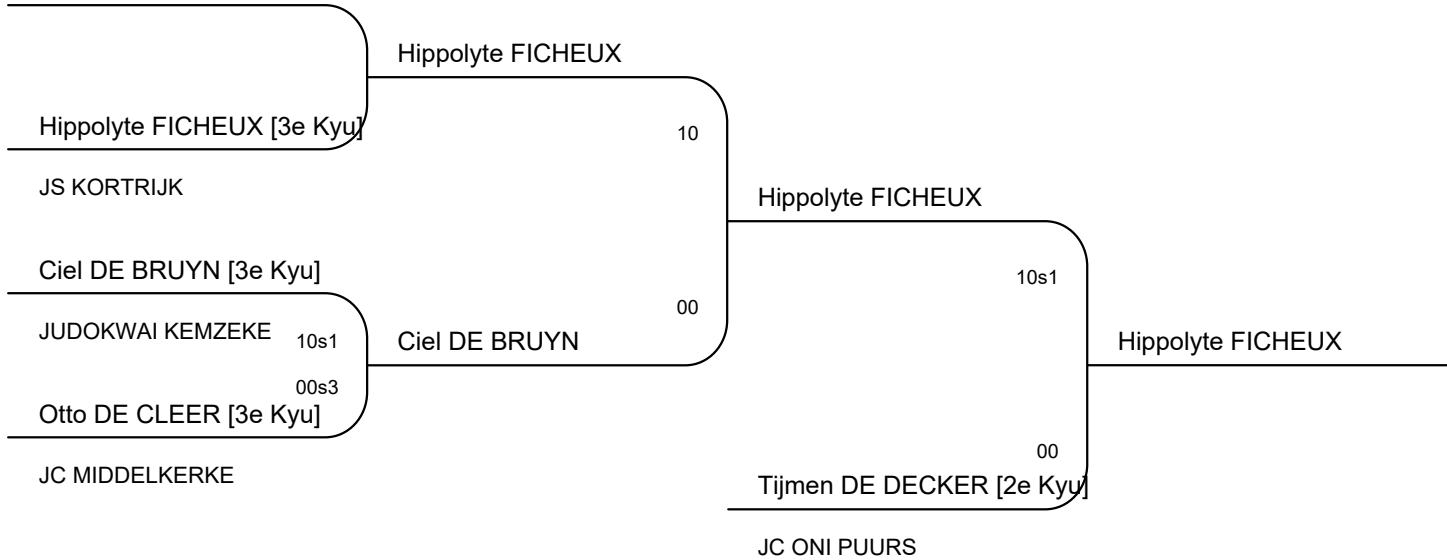 Hippolyte FICHEUX
Hippolyte FICHEUX [3e Kyu]
10
JS KORTRIJK
Hippolyte FICHEUX
Ciel DE BRUYN [3e Kyu]
10s1
00
JUDOKWAI KEMZEKE
10s1
Ciel DE BRUYN
Hippolyte FICHEUX
00s3
Otto DE CLEER [3e Kyu]
00
JC MIDDELKERKE
Tijmen DE DECKER [2e Kyu]
JC ONI PUURS